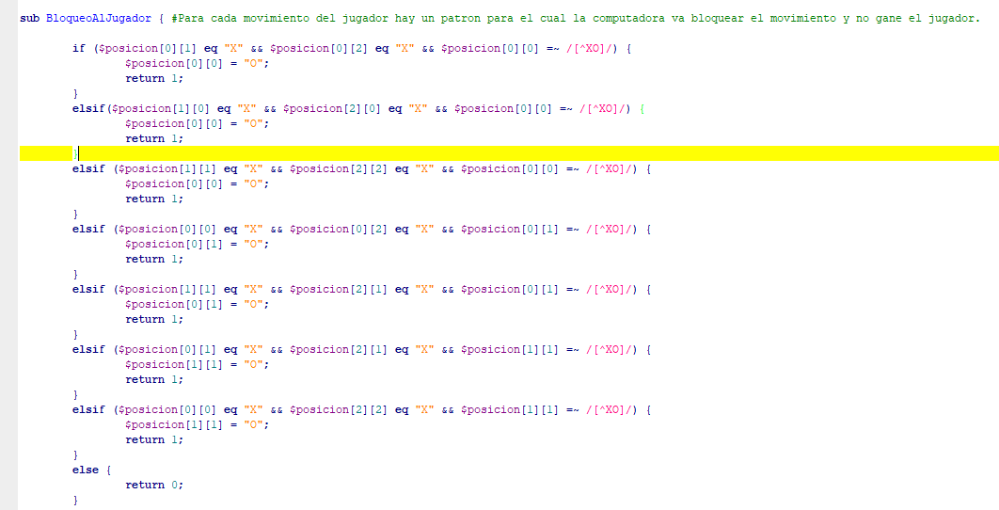 sub BloqueoAlJugador { #Para cada movimiento del jugador hay un patron para el cual la computadora va bloquear el movimiento y no gane el jugador.
if ($posicion[0][1] eq "X" && $posicion[0][2] eq "X" && $posicion[0][0] =~ /[^XO]/) {
$posicion[0][0] = "O";
return 1;
}
elsif($posicion[1][0] eq "X" && $posicion[2][0] eq "X" && $posicion[0][0] =~ /[^XO]/) {
$posicion[0][0] = "O";
return 1;
}
elsif ($posicion[1][1] eq "X" && $posicion[2][2] eq "X" && $posicion[0][0] =~ /[^XO]/) {
$posicion[0][0] = "O";
return 1;
}
elsif ($posicion[0][0] eq "X" && $posicion[0][2] eq "X" && $posicion[0][1] =~ /[^XO]/) {
$posicion[0][1] = "O";
return 1;
}
elsif ($posicion[1][1] eq "X" && $posicion[2][1] eq "X" && $posicion[0][1] =~ /[^XO]/) {
$posicion[0][1] = "O";
return 1;
}
elsif ($posicion[0][1] eq "X" && $posicion[2][1] eq "X" && $posicion[1][1] =~ /[^XO]/) {
$posicion[1][1] = "O";
return 1;
}
elsif ($posicion[0][0] eq "X" && $posicion[2][2] eq "X" && $posicion[1][1] =~ /[^XO]/) {
$posicion[1][1] = "O";
return 1;
}
else {
return 0;
}